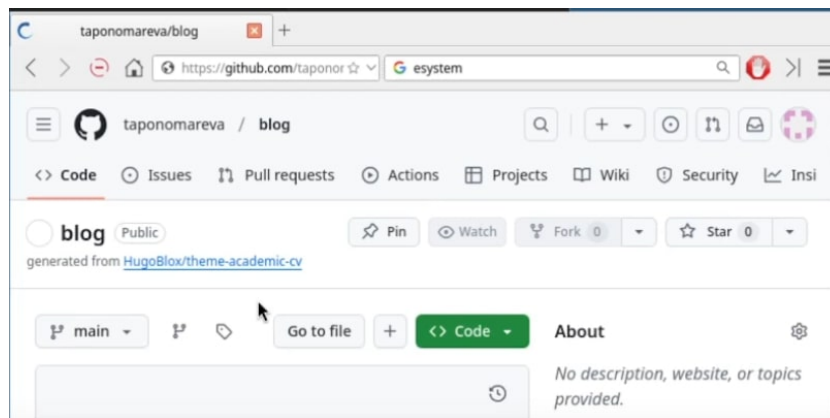 taponomareva/blog
https://github.com/taponor
G esystem
taponomareva / blog
<> Code Issues Pull requests Actions Projects Wiki Security Insi
blog Public Pin Watch Fork 0 Star 0
generated from HugoBlox/theme-academic-cv
main Go to file + <> Code About
No description, website, or topics
provided.